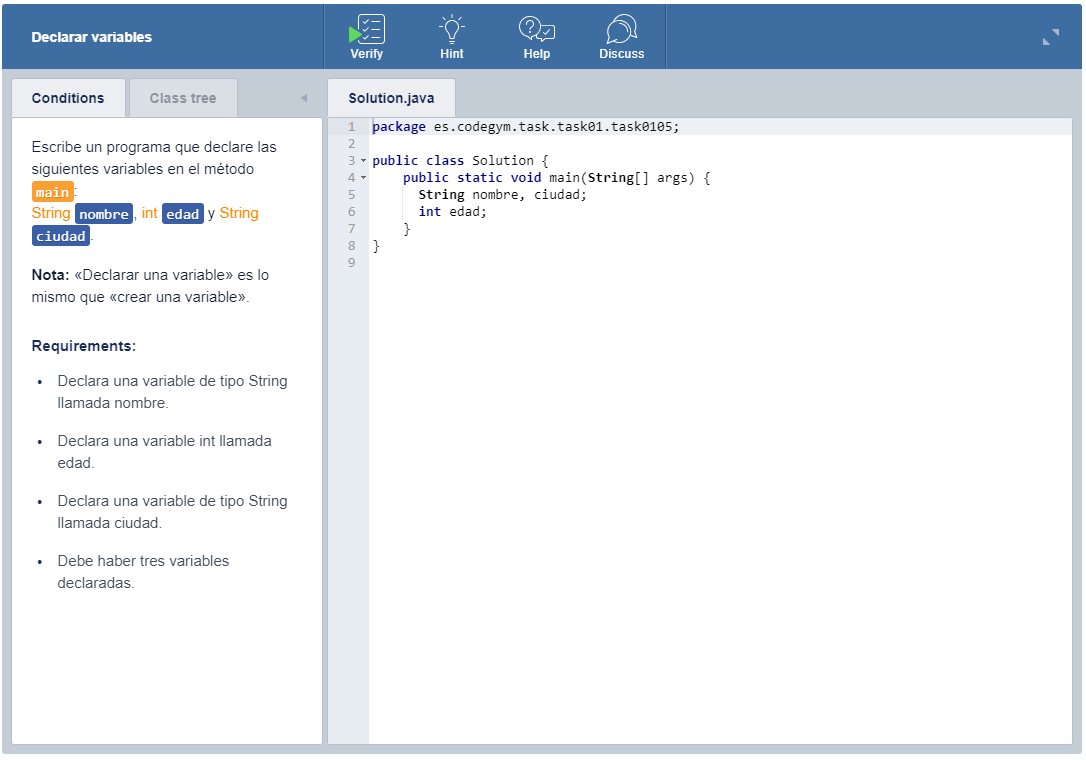 Declarar variables
Verify
Hint
Help
Discuss
Conditions
Class tree
Solution.java
Escribe un programa que declare las
siguientes variables en el método
main:
String nombre, int edad y String
ciudad.
Nota: «Declarar una variable» es lo
mismo que «crear una variable».
Requirements:
• Declara una variable de tipo String
llamada nombre.
• Declara una variable int llamada
edad.
• Declara una variable de tipo String
llamada ciudad.
• Debe haber tres variables
declaradas.
1 package es.codegym.task.task01.task0105;
2
3 public class Solution {
4     public static void main(String[] args) {
5       String nombre, ciudad;
6       int edad;
7     }
8 }
9